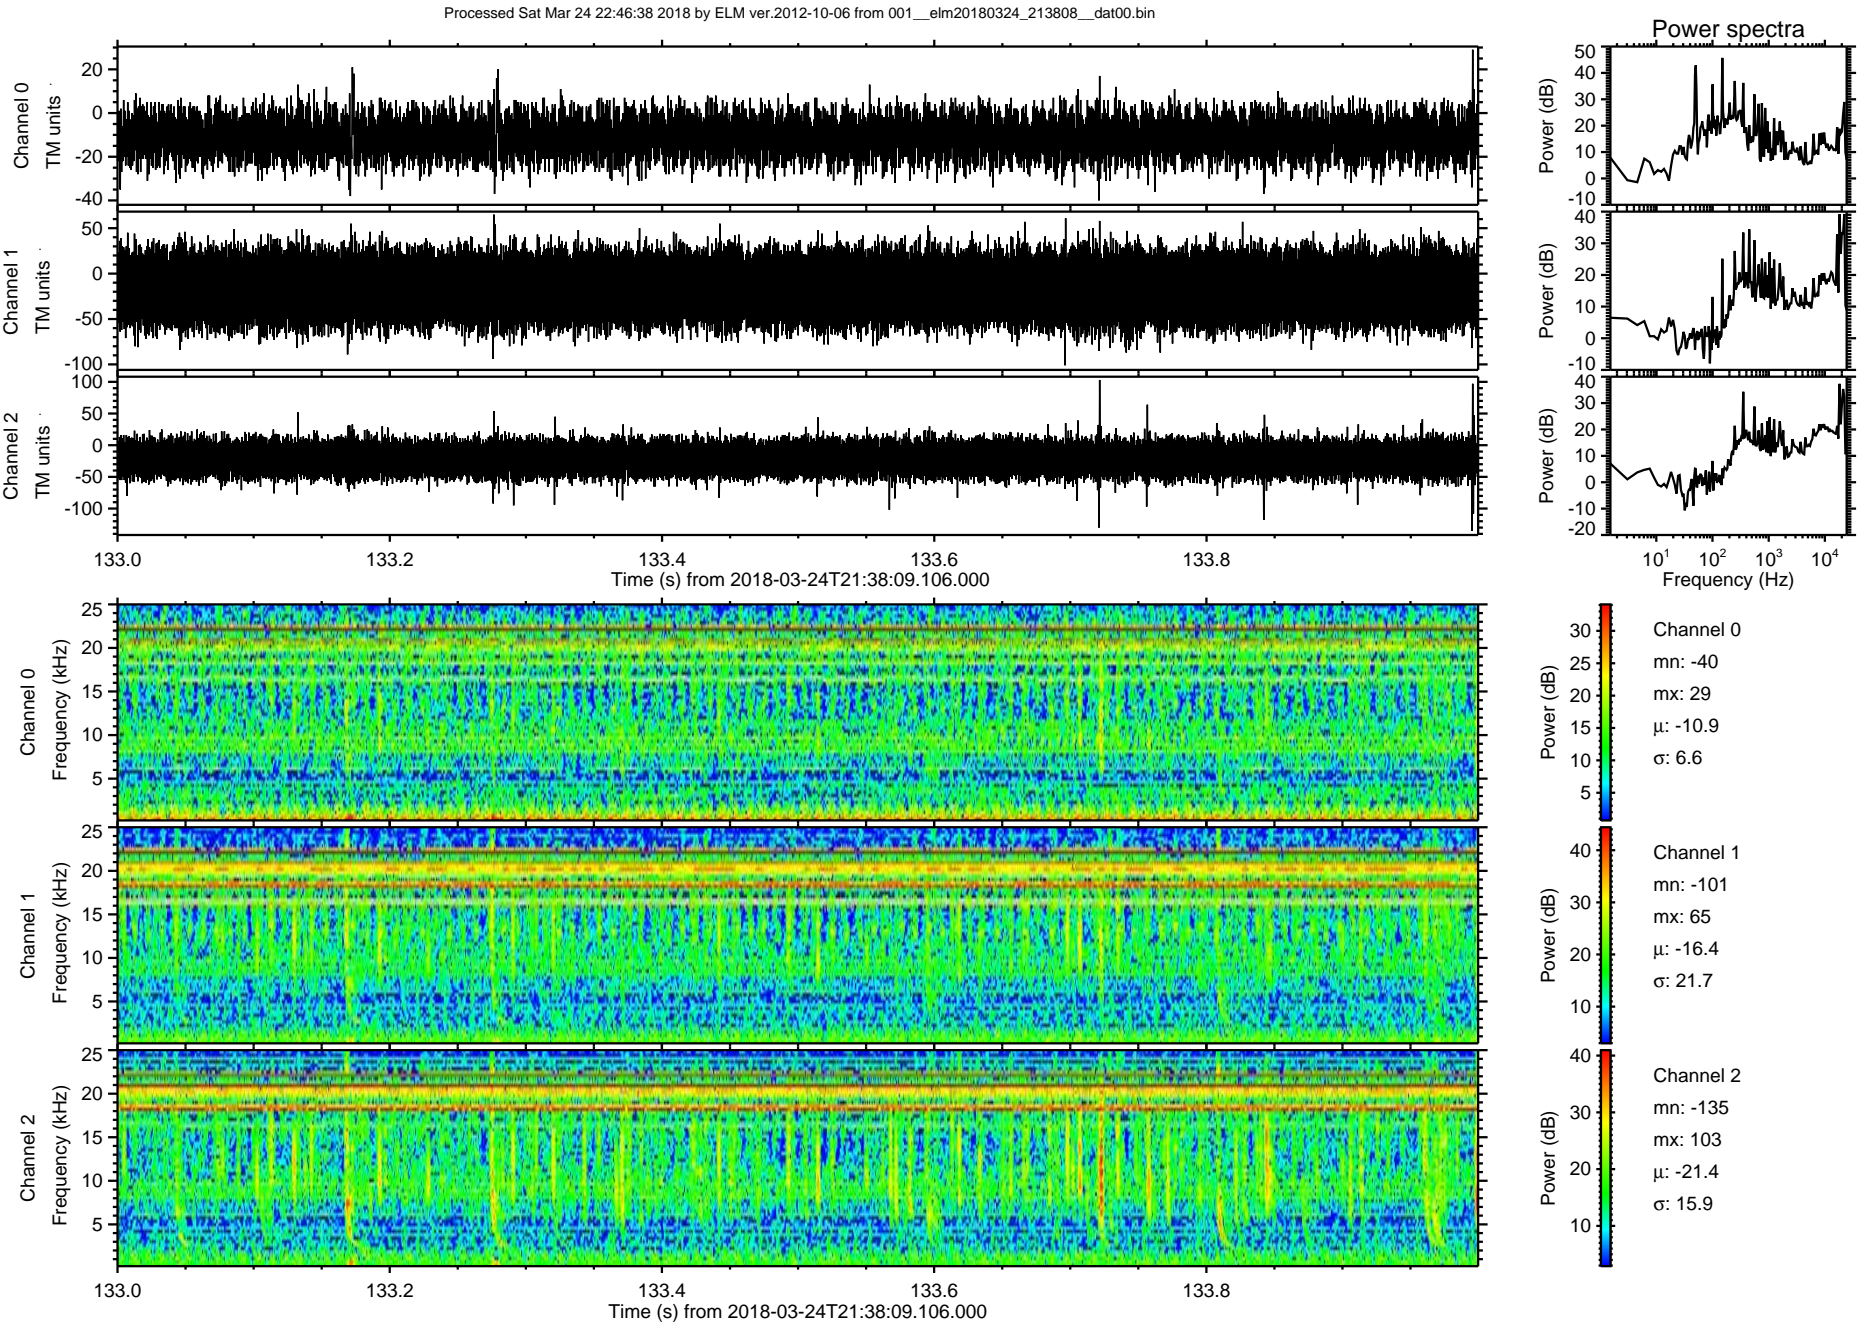 Processed Sat Mar 24 22:46:38 2018 by ELM ver.2012-10-06 from 001__elm20180324_213808__dat00.bin
Power spectra
Channel 0
TM units
20
0
-20
-40
Power (dB)
50
40
30
20
10
0
-10
Channel 1
TM units
50
0
-50
-100
Power (dB)
40
30
20
10
0
-10
Channel 2
TM units
100
50
0
-50
-100
Power (dB)
40
30
20
10
0
-10
-20
133.0 133.2 133.4 133.6 133.8
Time (s) from 2018-03-24T21:38:09.106.000
10^1 10^2 10^3 10^4
Frequency (Hz)
Channel 0
Frequency (kHz)
25
20
15
10
5
Power (dB)
30
25
20
15
10
5
Channel 0
mn: -40
mx: 29
μ: -10.9
σ: 6.6
Channel 1
Frequency (kHz)
25
20
15
10
5
Power (dB)
40
30
20
10
Channel 1
mn: -101
mx: 65
μ: -16.4
σ: 21.7
Channel 2
Frequency (kHz)
25
20
15
10
5
Power (dB)
40
30
20
10
Channel 2
mn: -135
mx: 103
μ: -21.4
σ: 15.9
133.0 133.2 133.4 133.6 133.8
Time (s) from 2018-03-24T21:38:09.106.000